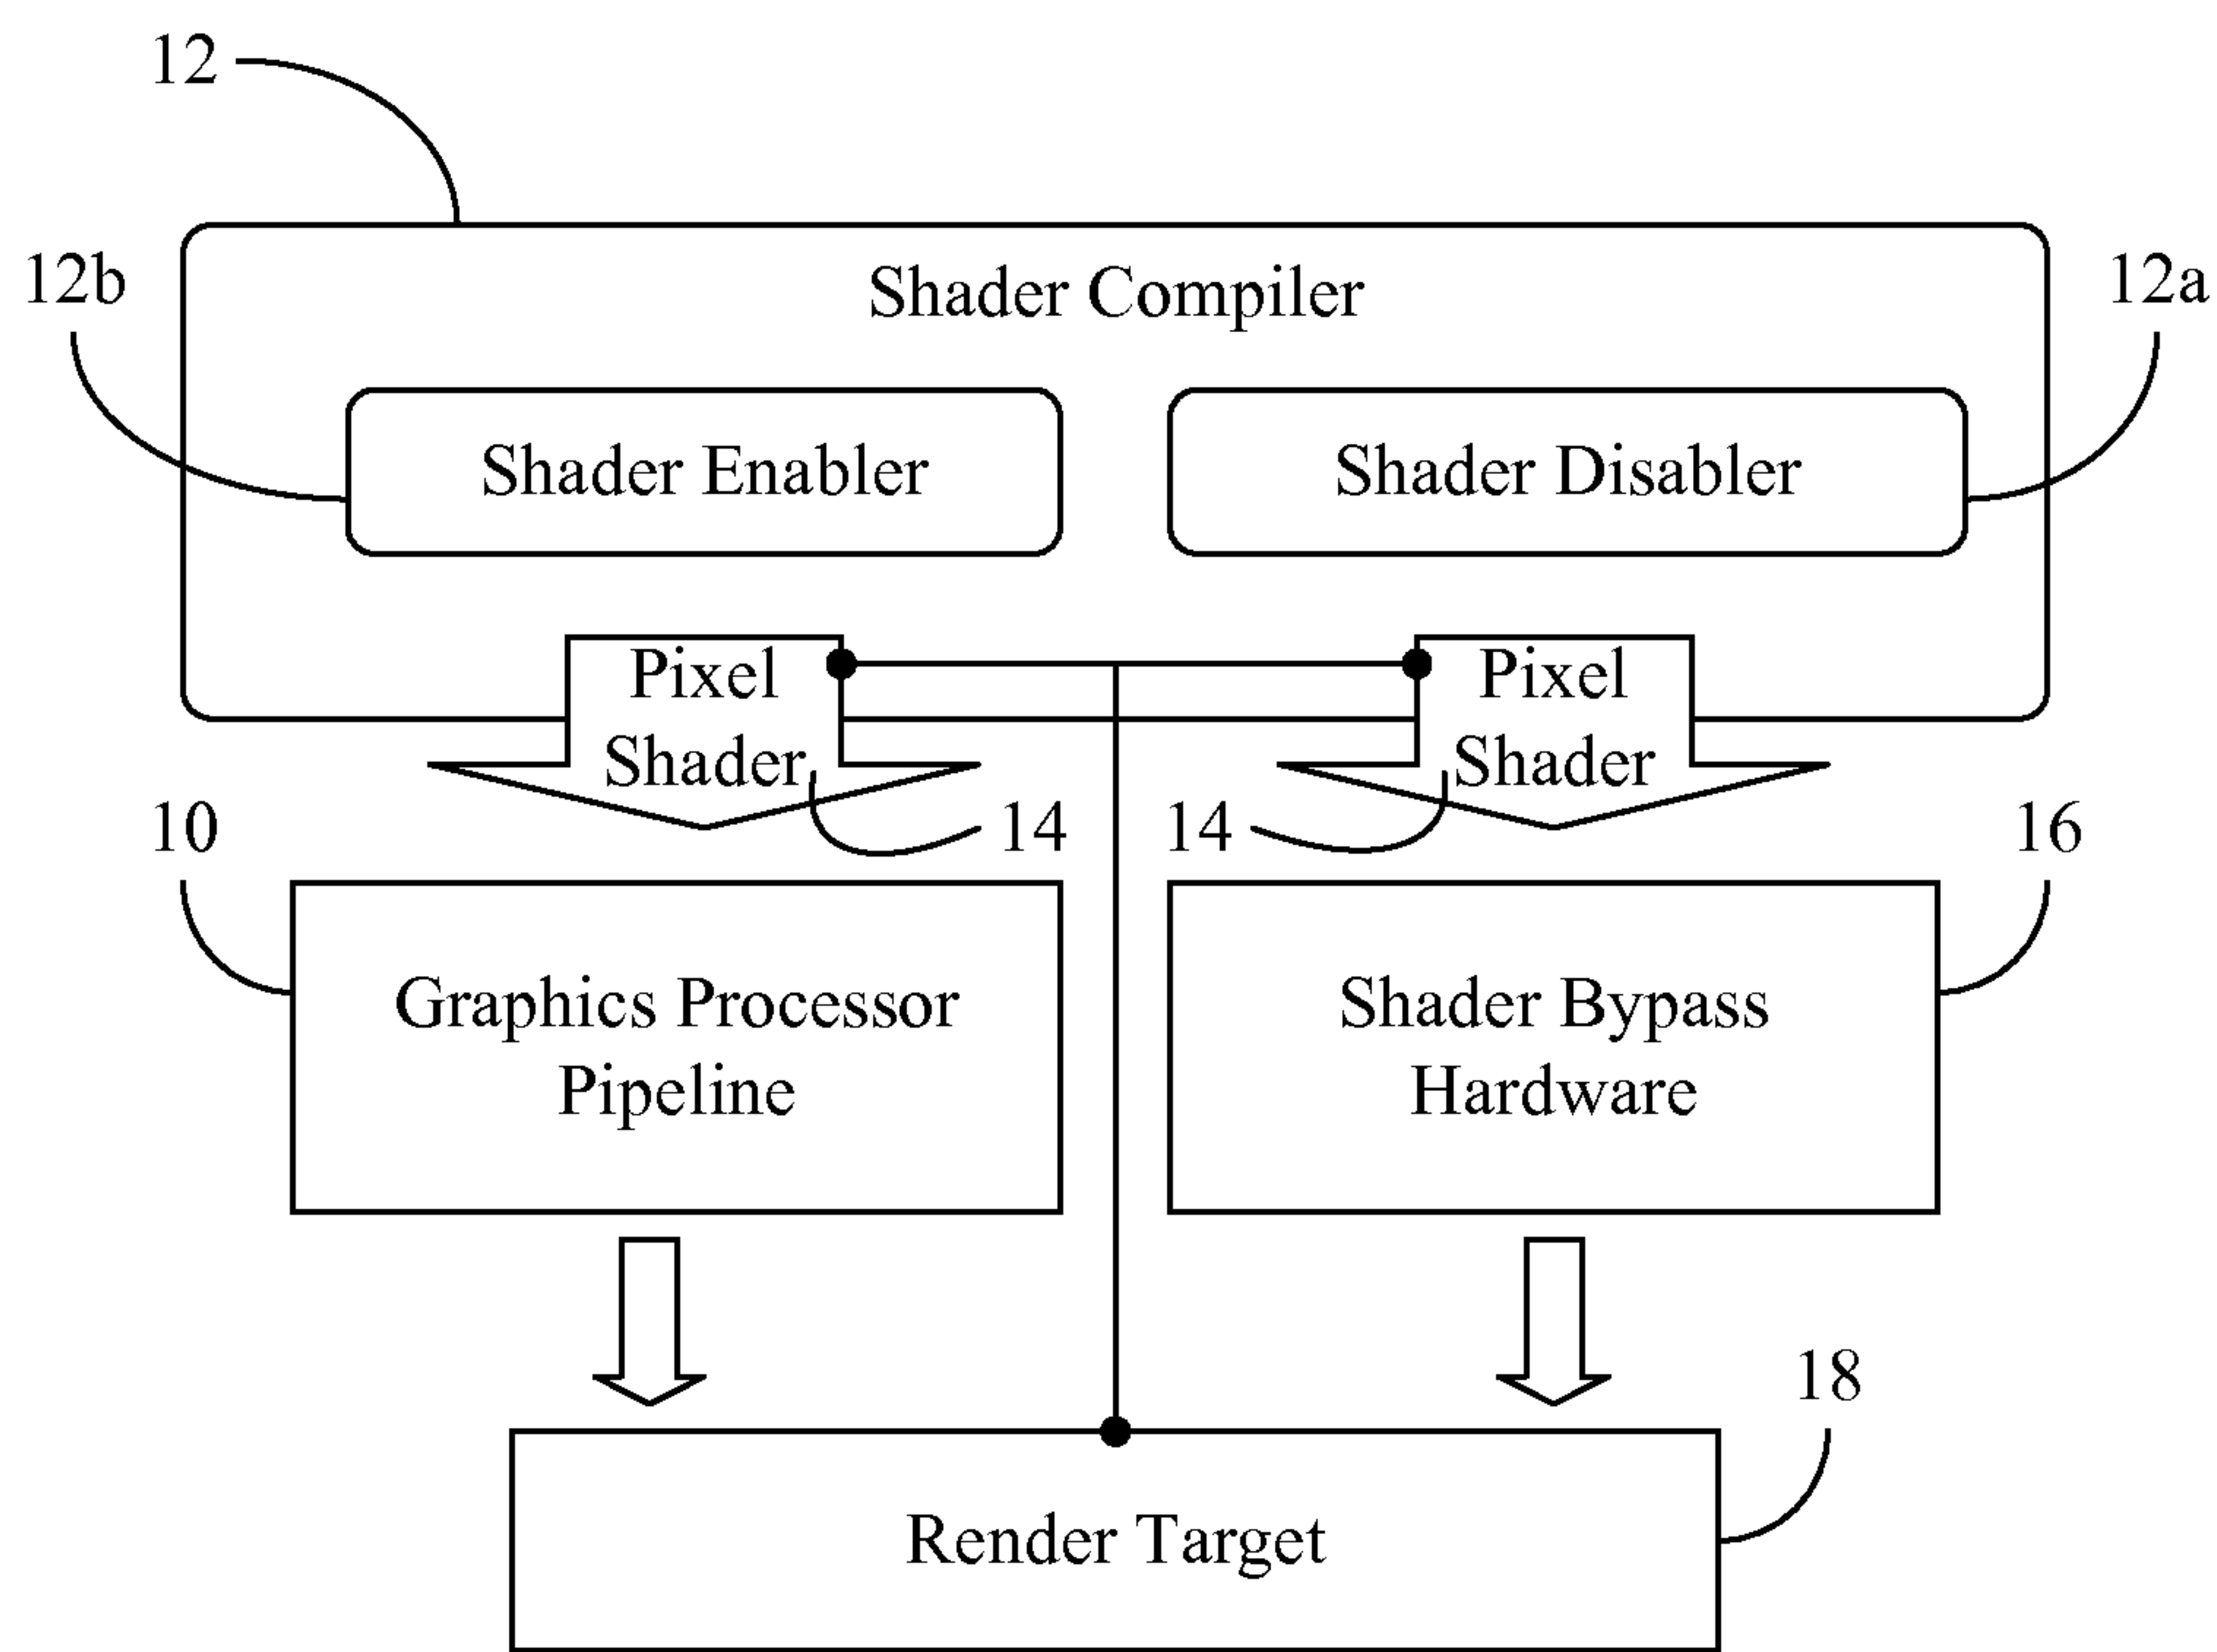 12
12b
Shader Compiler
12a
Shader Enabler
Shader Disabler
Pixel
Shader
Pixel
Shader
10
14
14
16
Graphics Processor
Pipeline
Shader Bypass
Hardware
18
Render Target